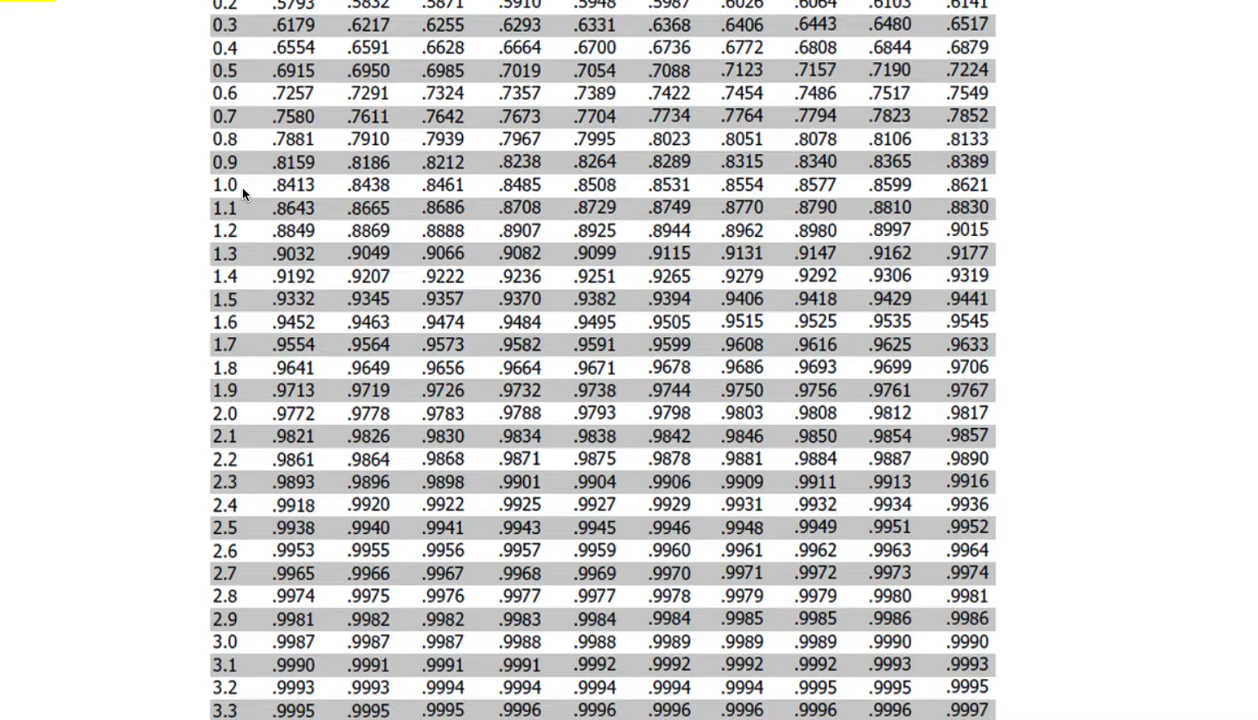 0.2 .5793 .5832 .5871 .5910 .5948 .5987 .6026 .6064 .6103 .6141
0.3 .6179 .6217 .6255 .6293 .6331 .6368 .6406 .6443 .6480 .6517
0.4 .6554 .6591 .6628 .6664 .6700 .6736 .6772 .6808 .6844 .6879
0.5 .6915 .6950 .6985 .7019 .7054 .7088 .7123 .7157 .7190 .7224
0.6 .7257 .7291 .7324 .7357 .7389 .7422 .7454 .7486 .7517 .7549
0.7 .7580 .7611 .7642 .7673 .7704 .7734 .7764 .7794 .7823 .7852
0.8 .7881 .7910 .7939 .7967 .7995 .8023 .8051 .8078 .8106 .8133
0.9 .8159 .8186 .8212 .8238 .8264 .8289 .8315 .8340 .8365 .8389
1.0 .8413 .8438 .8461 .8485 .8508 .8531 .8554 .8577 .8599 .8621
1.1 .8643 .8665 .8686 .8708 .8729 .8749 .8770 .8790 .8810 .8830
1.2 .8849 .8869 .8888 .8907 .8925 .8944 .8962 .8980 .8997 .9015
1.3 .9032 .9049 .9066 .9082 .9099 .9115 .9131 .9147 .9162 .9177
1.4 .9192 .9207 .9222 .9236 .9251 .9265 .9279 .9292 .9306 .9319
1.5 .9332 .9345 .9357 .9370 .9382 .9394 .9406 .9418 .9429 .9441
1.6 .9452 .9463 .9474 .9484 .9495 .9505 .9515 .9525 .9535 .9545
1.7 .9554 .9564 .9573 .9582 .9591 .9599 .9608 .9616 .9625 .9633
1.8 .9641 .9649 .9656 .9664 .9671 .9678 .9686 .9693 .9699 .9706
1.9 .9713 .9719 .9726 .9732 .9738 .9744 .9750 .9756 .9761 .9767
2.0 .9772 .9778 .9783 .9788 .9793 .9798 .9803 .9808 .9812 .9817
2.1 .9821 .9826 .9830 .9834 .9838 .9842 .9846 .9850 .9854 .9857
2.2 .9861 .9864 .9868 .9871 .9875 .9878 .9881 .9884 .9887 .9890
2.3 .9893 .9896 .9898 .9901 .9904 .9906 .9909 .9911 .9913 .9916
2.4 .9918 .9920 .9922 .9925 .9927 .9929 .9931 .9932 .9934 .9936
2.5 .9938 .9940 .9941 .9943 .9945 .9946 .9948 .9949 .9951 .9952
2.6 .9953 .9955 .9956 .9957 .9959 .9960 .9961 .9962 .9963 .9964
2.7 .9965 .9966 .9967 .9968 .9969 .9970 .9971 .9972 .9973 .9974
2.8 .9974 .9975 .9976 .9977 .9977 .9978 .9979 .9979 .9980 .9981
2.9 .9981 .9982 .9982 .9983 .9984 .9984 .9985 .9985 .9986 .9986
3.0 .9987 .9987 .9987 .9988 .9988 .9989 .9989 .9989 .9990 .9990
3.1 .9990 .9991 .9991 .9991 .9992 .9992 .9992 .9992 .9993 .9993
3.2 .9993 .9993 .9994 .9994 .9994 .9994 .9994 .9995 .9995 .9995
3.3 .9995 .9995 .9995 .9996 .9996 .9996 .9996 .9996 .9996 .9997